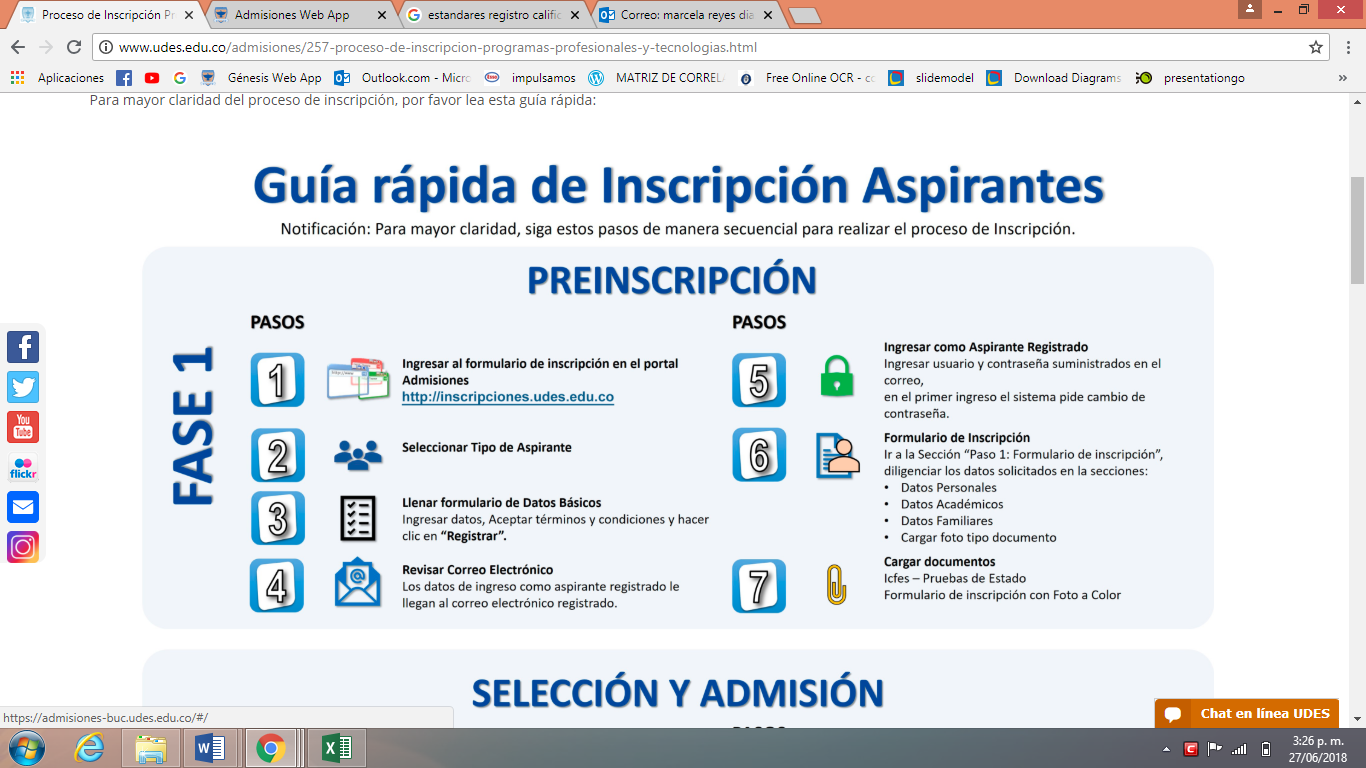 Proceso de Inscripción Pr
Admisiones Web App
estandares registro calific
Correo: marcela reyes dia
www.udes.edu.co/admisiones/257-proceso-de-inscripcion-programas-profesionales-y-tecnologias.html
Aplicaciones
Génesis Web App
Outlook.com - Micro
Esso
impulsamos
MATRIZ DE CORREL
Free Online OCR - co
slidemodel
Download Diagrams
presentationgo
»
Para mayor claridad del proceso de inscripción, por favor lea esta guía rápida:
Guía rápida de Inscripción Aspirantes
Notificación: Para mayor claridad, siga estos pasos de manera secuencial para realizar el proceso de Inscripción.
PREINSCRIPCIÓN
FASE 1
PASOS
1
Ingresar al formulario de inscripción en el portal
Admisiones
http://inscripciones.udes.edu.co
2
Seleccionar Tipo de Aspirante
3
Llenar formulario de Datos Básicos
Ingresar datos, Aceptar términos y condiciones y hacer
clic en “Registrar”.
4
Revisar Correo Electrónico
Los datos de ingreso como aspirante registrado le
llegan al correo electrónico registrado.
PASOS
5
Ingresar como Aspirante Registrado
Ingresar usuario y contraseña suministrados en el
correo,
en el primer ingreso el sistema pide cambio de
contraseña.
6
Formulario de Inscripción
Ir a la Sección “Paso 1: Formulario de inscripción”,
diligenciar los datos solicitados en la secciones:
• Datos Personales
• Datos Académicos
• Datos Familiares
• Cargar foto tipo documento
7
Cargar documentos
Icfes – Pruebas de Estado
Formulario de inscripción con Foto a Color
You
Tube
flickr
SELECCIÓN Y ADMISIÓN
PASOS
https://admisiones-buc.udes.edu.co/#/
Chat en línea UDES
3:26 p. m.
27/06/2018